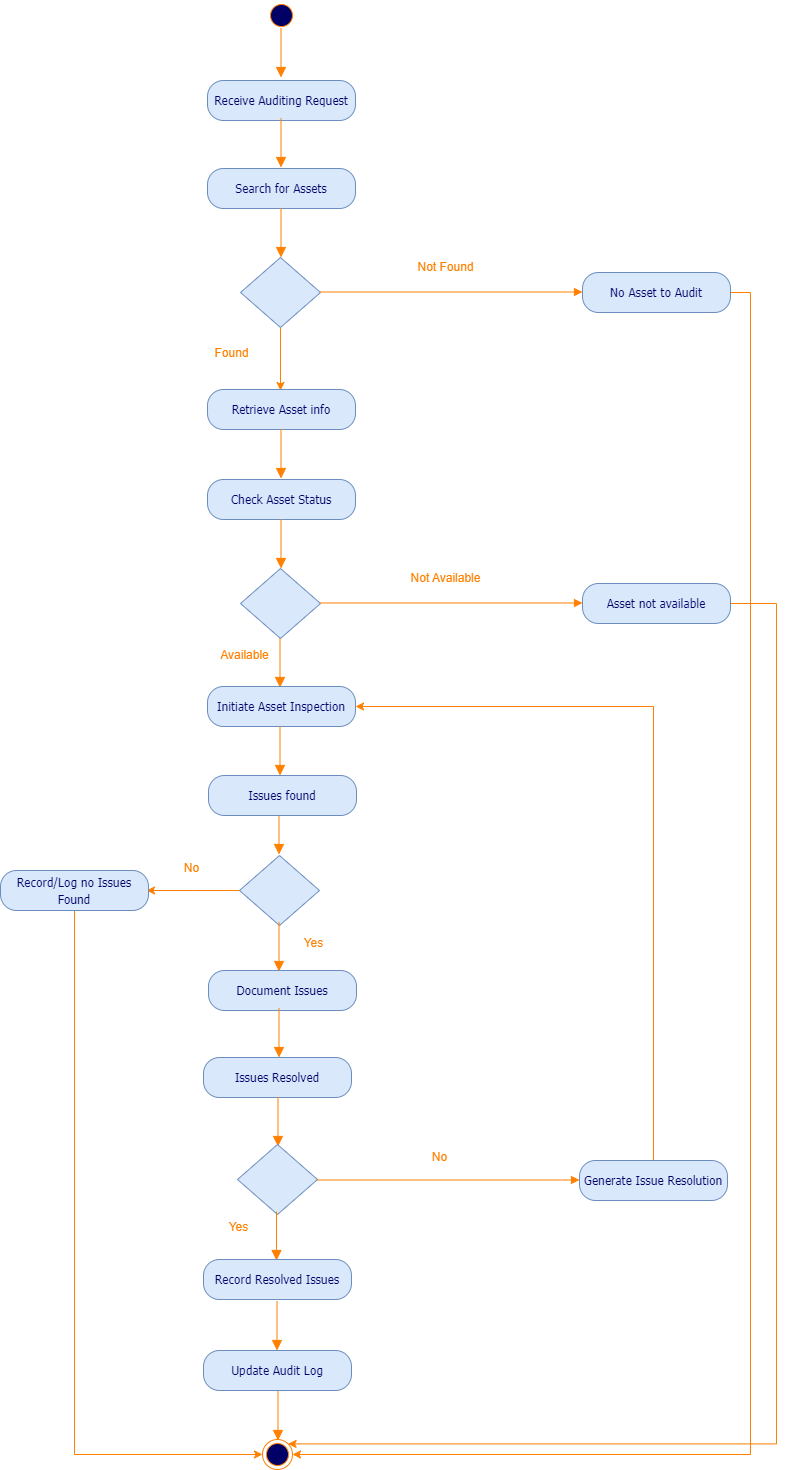 Receive Auditing Request
Search for Assets
Not Found
No Asset to Audit
Found
Retrieve Asset info
Check Asset Status
Not Available
Asset not available
Available
Initiate Asset Inspection
Issues found
No
Record/Log no Issues
Found
Yes
Document Issues
Issues Resolved
No
Generate Issue Resolution
Yes
Record Resolved Issues
Update Audit Log